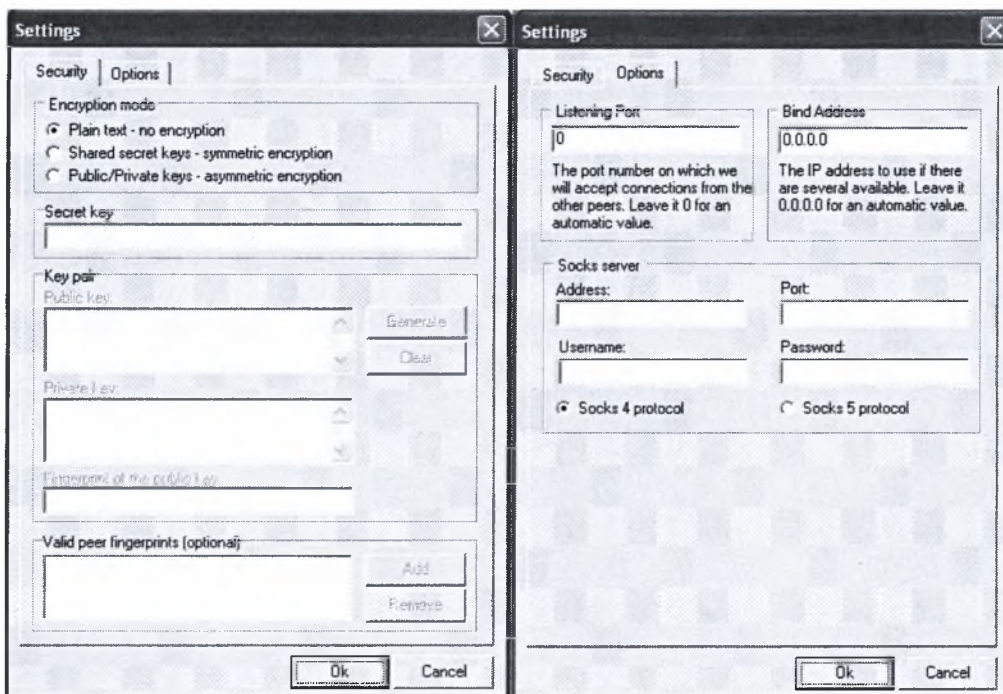 Settings
Security
Options
Encryption mode
Plain text - no encryption
Shared secret keys - symmetric encryption
Public/Private keys - asymmetric encryption
Secret key
Key pair
Public key:
Generate
Clear
Private key:
Fingerprint of the public key
Valid peer fingerprints (optional)
Add
Remove
Ok
Cancel
Settings
Security
Options
Listening Port
0
The port number on which we
will accept connections from the
other peers. Leave it 0 for an
automatic value.
Bind Address
0.0.0.0
The IP address to use if there
are several available. Leave it
0.0.0.0 for an automatic value.
Socks server
Address:
Port:
Username:
Password:
Socks 4 protocol
Socks 5 protocol
Ok
Cancel